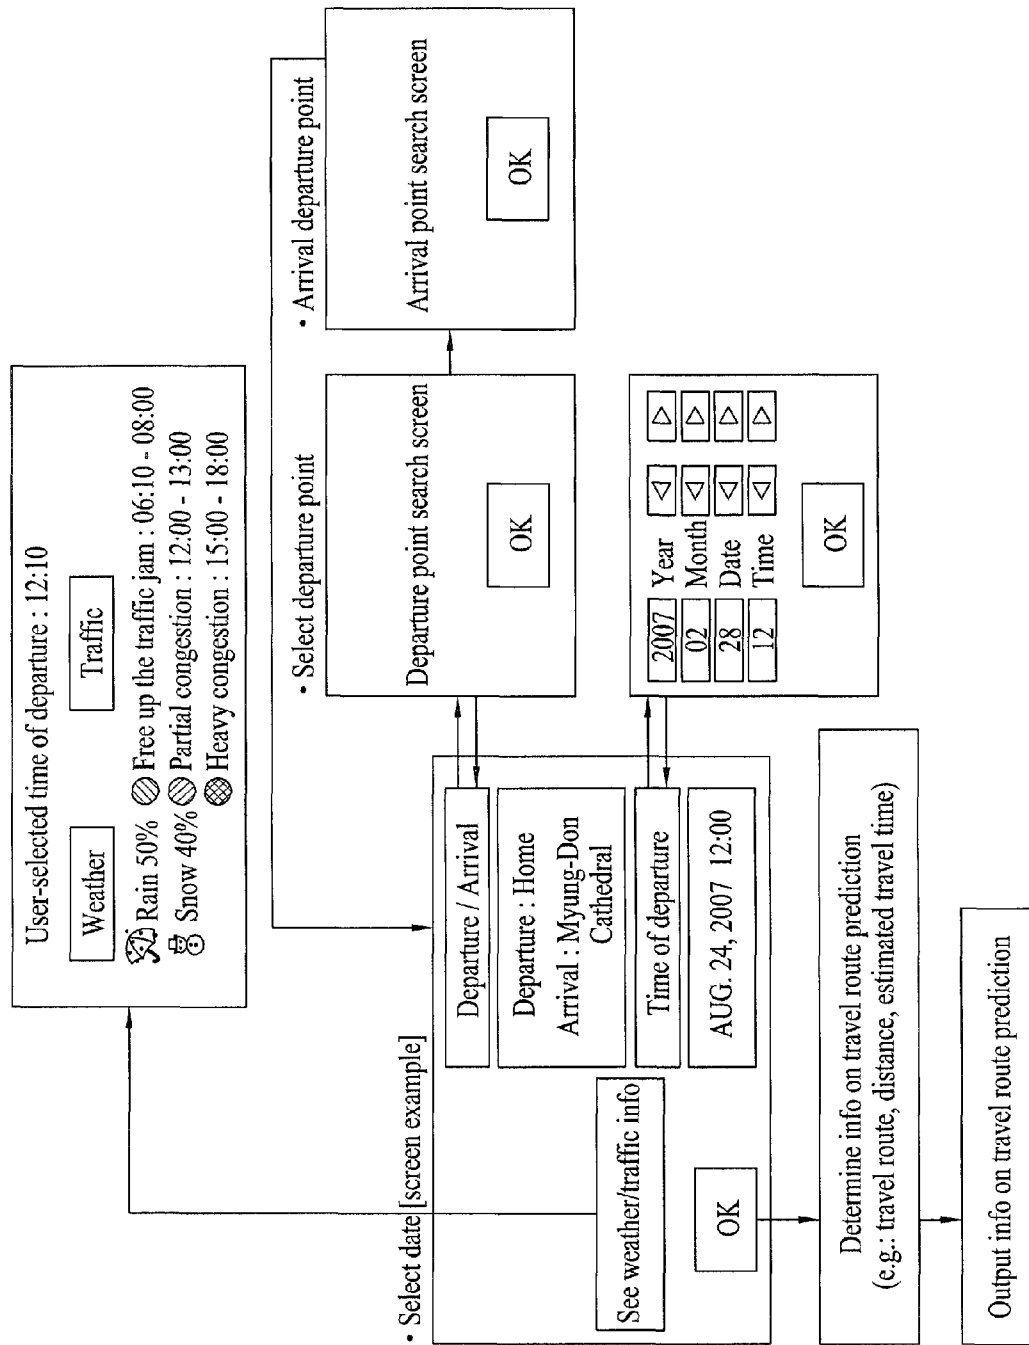 User-selected time of departure : 12:10
Weather
Traffic
Rain 50%
Free up the traffic jam : 06:10 - 08:00
Snow 40%
Partial congestion : 12:00 - 13:00
Heavy congestion : 15:00 - 18:00
• Select date [screen example]
• Select departure point
• Arrival departure point
See weather/traffic info
OK
Departure / Arrival
Departure : Home
Arrival : Myung-Don
Cathedral
Time of departure
AUG. 24, 2007 12:00
Departure point search screen
OK
Arrival point search screen
OK
2007 Year
02 Month
28 Date
12 Time
OK
Determine info on travel route prediction
(e.g.: travel route, distance, estimated travel time)
Output info on travel route prediction